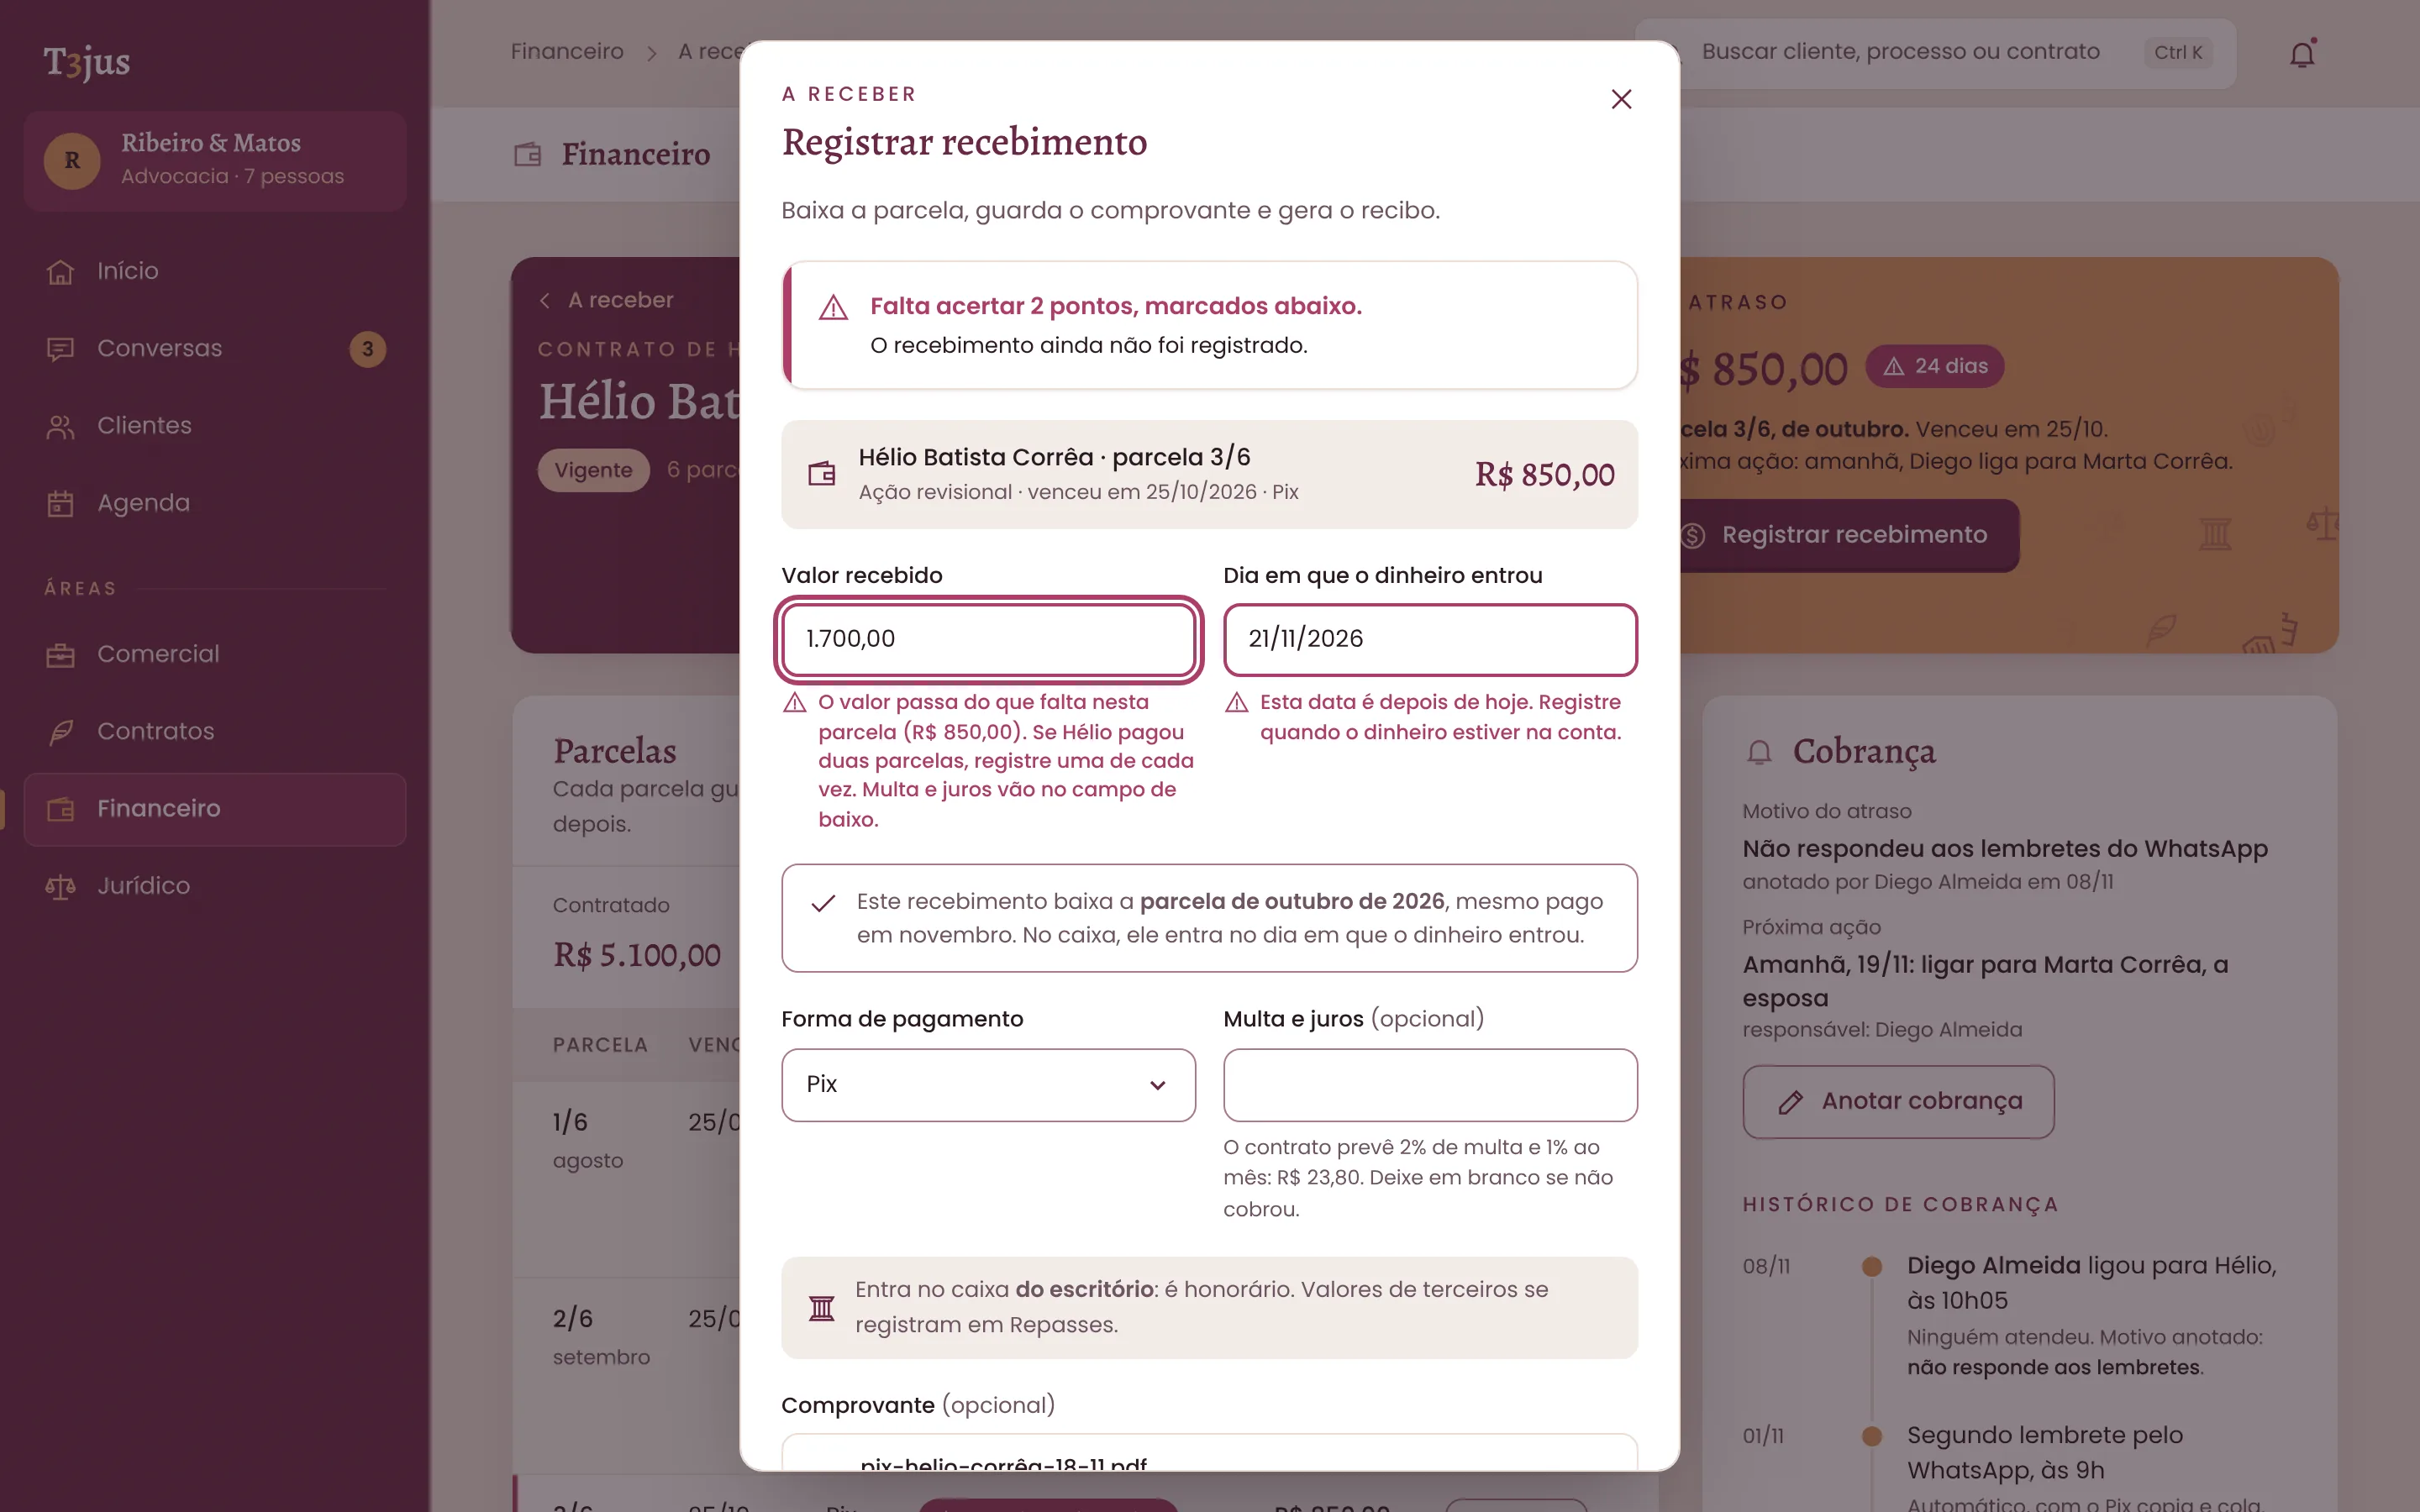 T3jus
R
Ribeiro & Matos
Advocacia · 7 pessoas
Início
Conversas
3
Clientes
Agenda
ÁREAS
Comercial
Contratos
Financeiro
Jurídico
Financeiro
Buscar cliente, processo ou contrato
Ctrl K
Financeiro
A receber
CONTRATO DE
Hélio
Vigente
6
Parcelas
Cada parcela
depois.
Contratado
R$ 5.100,00
PARCELA
1/6
agosto
2/6
setembro
A RECEBER
Registrar recebimento
Baixa a parcela, guarda o comprovante e gera o recibo.
Falta acertar 2 pontos, marcados abaixo.
O recebimento ainda não foi registrado.
Hélio Batista Corrêa · parcela 3/6
Ação revisional · venceu em 25/10/2026 · Pix
R$ 850,00
Valor recebido
1.700,00
O valor passa do que falta nesta
parcela (R$ 850,00). Se Hélio pagou
duas parcelas, registre uma de cada
vez. Multa e juros vão no campo de
baixo.
Dia em que o dinheiro entrou
21/11/2026
Esta data é depois de hoje. Registre
quando o dinheiro estiver na conta.
Este recebimento baixa a parcela de outubro de 2026, mesmo pago
em novembro. No caixa, ele entra no dia em que o dinheiro entrou.
Forma de pagamento
Pix
Multa e juros (opcional)
O contrato prevê 2% de multa e 1% ao
mês: R$ 23,80. Deixe em branco se não
cobrou.
Entra no caixa do escritório: é honorário. Valores de terceiros se
registram em Repasses.
Comprovante (opcional)
pix-helio-corrêa-18-11.pdf
ATRASO
850,00
24 dias
3/6, de outubro. Venceu em 25/10.
ação: amanhã, Diego liga para Marta Corrêa.
Registrar recebimento
Cobrança
Motivo do atraso
Não respondeu aos lembretes do WhatsApp
anotado por Diego Almeida em 08/11
Próxima ação
Amanhã, 19/11: ligar para Marta Corrêa, a
esposa
responsável: Diego Almeida
Anotar cobrança
HISTÓRICO DE COBRANÇA
08/11
Diego Almeida ligou para Hélio,
às 10h05
Ninguém atendeu. Motivo anotado:
não responde aos lembretes.
01/11
Segundo lembrete pelo
WhatsApp, às 9h
Automático, com o Pix copia e cola.